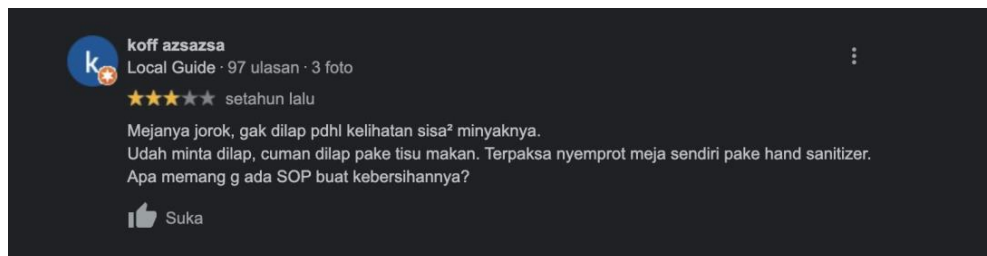 k
koff azsazsa
Local Guide · 97 ulasan · 3 foto
setahun lalu
Mejanya jorok, gak dilap pdhl kelihatan sisa² minyaknya.
Udah minta dilap, cuman dilap pake tisu makan. Terpaksa nyemprot meja sendiri pake hand sanitizer.
Apa memang g ada SOP buat kebersihannya?
Suka